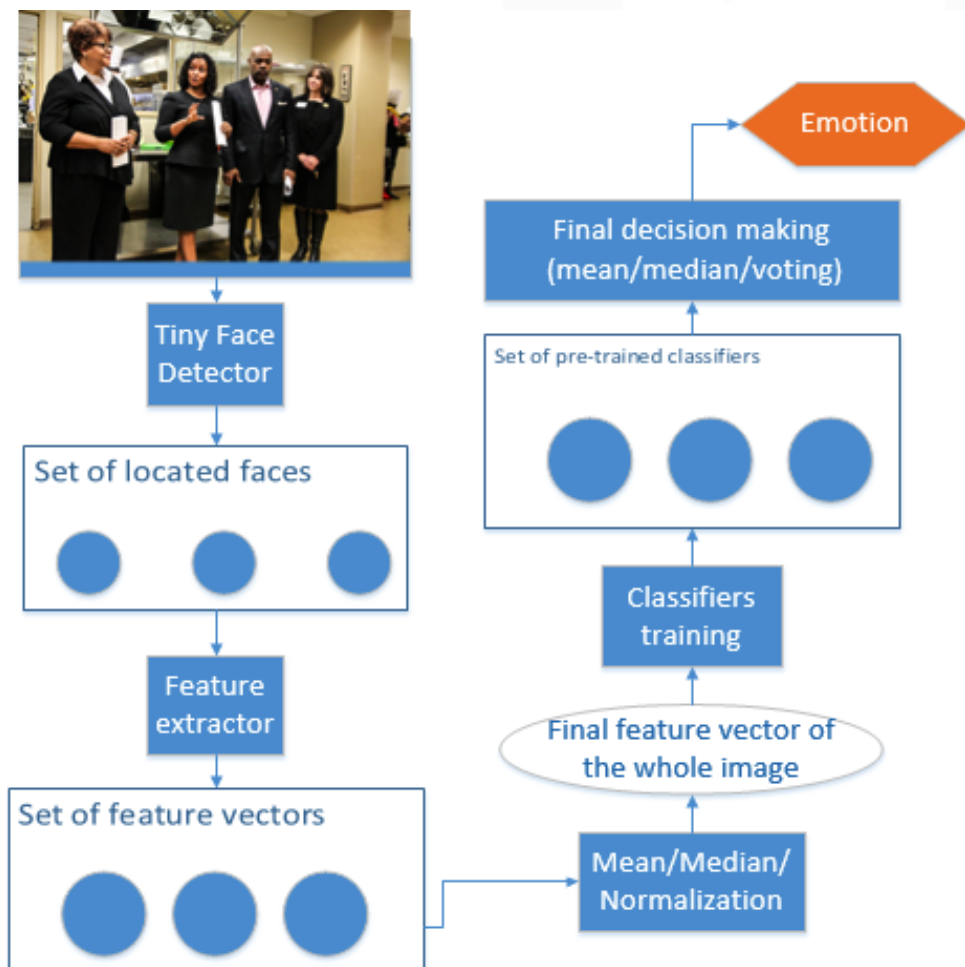 Tiny Face
Detector
Set of located faces
Feature
extractor
Set of feature vectors
Mean/Median/
Normalization
Final feature vector of
the whole image
Classifiers
training
Set of pre-trained classifiers
Final decision making
(mean/median/voting)
Emotion